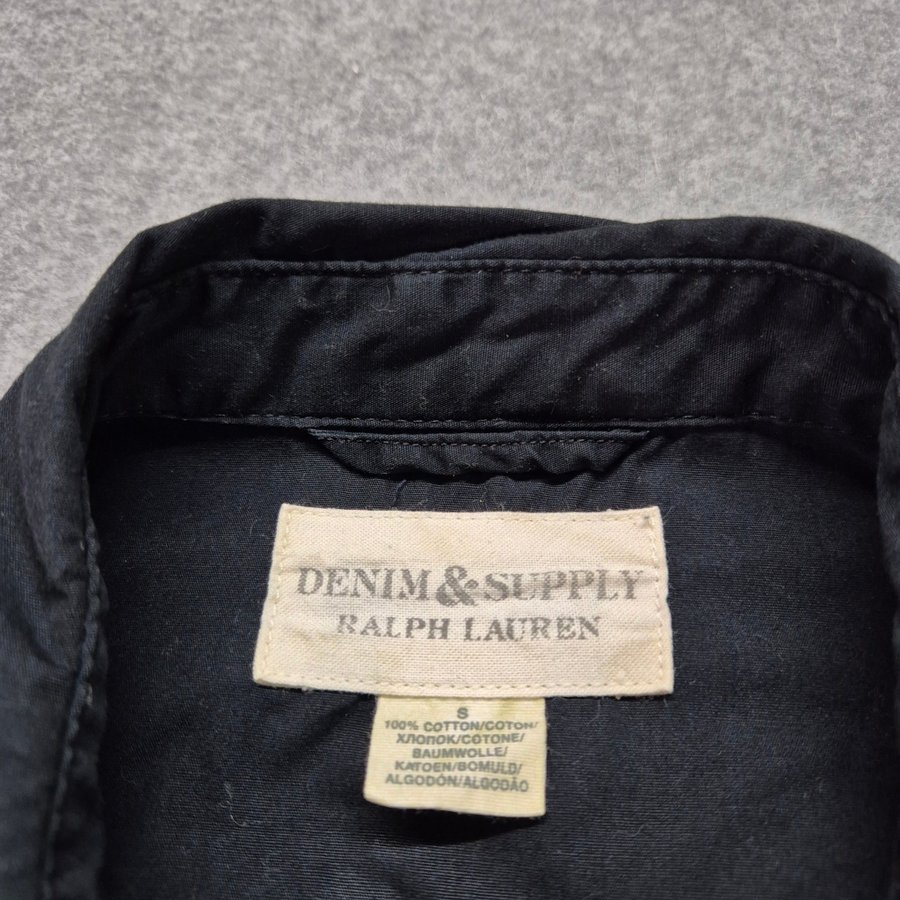 DENIM & SUPPLY
RALPH LAUREN
S
100% COTTON/COTON/
ХЛОПОК/COTONE/
BAUMWOLLE/
KATOEN/BOMULD/
ALGODÓN/ALGODÃO